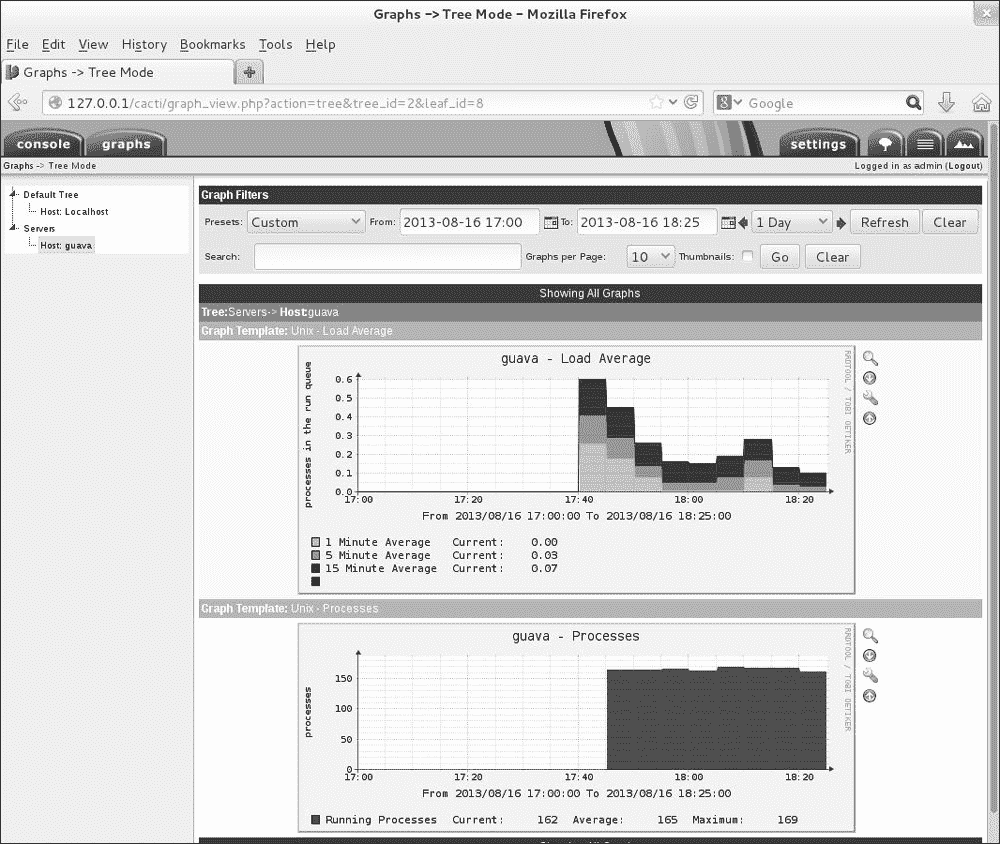 Graphs -> Tree Mode - Mozilla Firefox
File Edit View History Bookmarks Tools Help
Graphs -> Tree Mode
127.0.0.1/cacti/graph_view.php?action=tree&tree_id=2&leaf_id=8
Google
console graphs settings
Graphs -> Tree Mode
Logged in as admin (Logout)
Default Tree
Host: Localhost
Servers
Host: guava
Graph Filters
Presets: Custom From: 2013-08-16 17:00 To: 2013-08-16 18:25 1 Day Refresh Clear
Search: Graphs per Page: 10 Thumbnails: Go Clear
Showing All Graphs
Tree:Servers-> Host:guava
Graph Template: Unix - Load Average
guava - Load Average
RRDTOOL / TOBI OETIKER
processes in the run queue
0.6
0.5
0.4
0.3
0.2
0.1
0.0
17:00 17:20 17:40 18:00 18:20
From 2013/08/16 17:00:00 To 2013/08/16 18:25:00
1 Minute Average Current: 0.00
5 Minute Average Current: 0.03
15 Minute Average Current: 0.07
Graph Template: Unix - Processes
guava - Processes
RRDTOOL / TOBI OETIKER
processes
150
100
50
0
17:00 17:20 17:40 18:00 18:20
From 2013/08/16 17:00:00 To 2013/08/16 18:25:00
Running Processes Current: 162 Average: 165 Maximum: 169